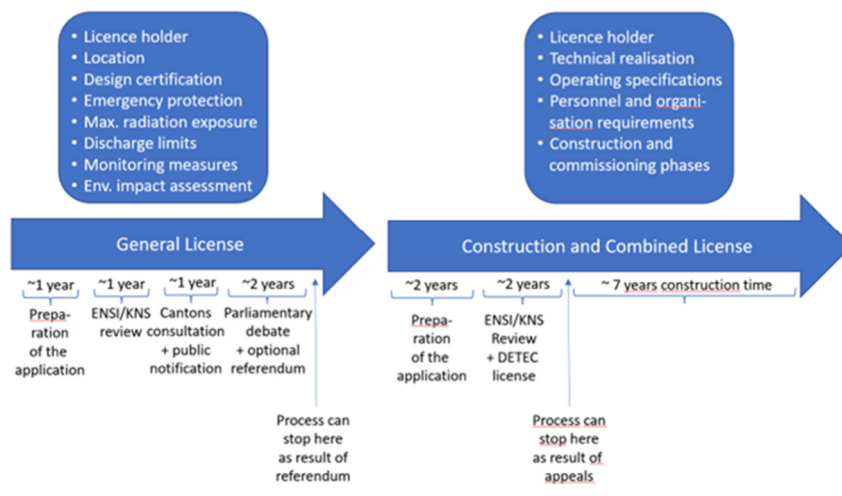 • Licence holder
• Location
• Design certification
• Emergency protection
• Max. radiation exposure
• Discharge limits
• Monitoring measures
• Env. impact assessment
• Licence holder
• Technical realisation
• Operating specifications
• Personnel and organi-
sation requirements
• Construction and
commissioning phases
General License
Construction and Combined License
~1 year
~1 year
~1 year
~2 years
~2 years
~2 years
~ 7 years construction time
Prepa-
ration
of the
application
ENSI/KNS
review
Cantons
consultation
+ public
notification
Parliamentary
debate
+ optional
referendum
Prepa-
ration
of the
application
ENSI/KNS
Review
+ DETEC
license
Process can
stop here
as result of
referendum
Process can
stop here
as result of
appeals